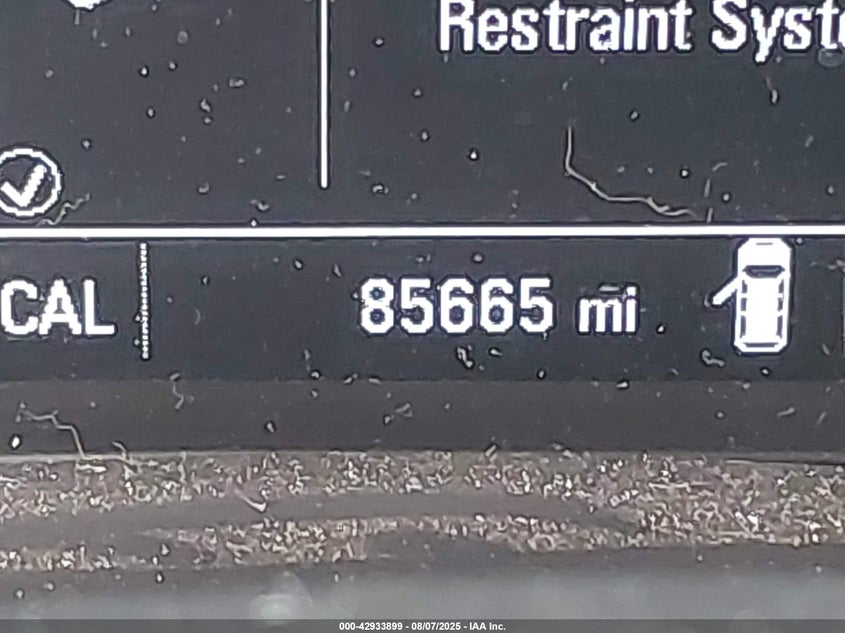 Restraint Syst
CAL
85665 mi
000-42933899 - 08/07/2025 - IAA Inc.